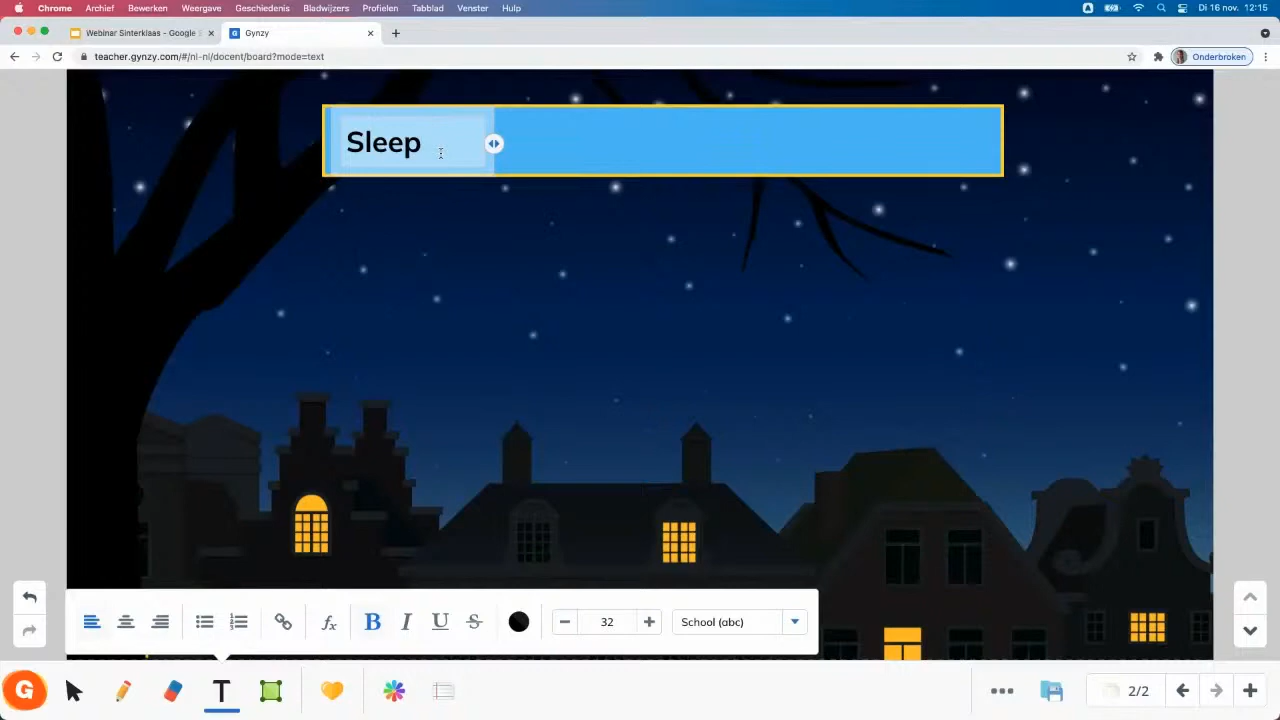 Chrome Archief Bewerken Weergave Geschiedenis Bladwijzers Profielen Tabblad Venster Hulp Di 16 nov. 12:15
Webinar Sinterklaas - Google S Gynzy
teacher.gynzy.com/#/nl-nl/docent/board?mode=text Onderbroken
Sleep
B I U S 32 School (abc)
G T 2/2